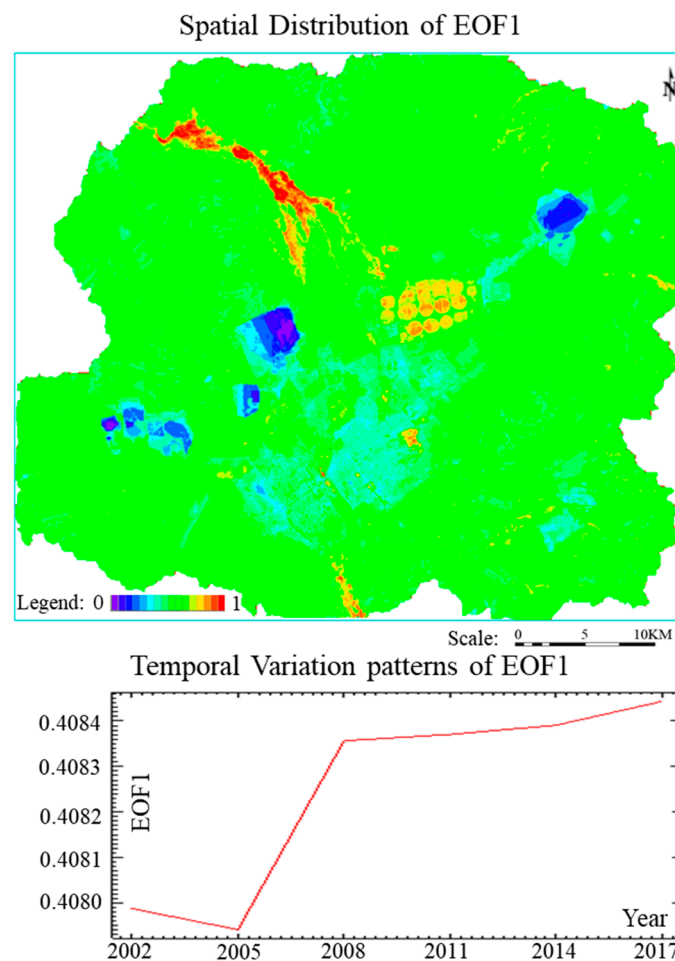 Spatial Distribution of EOF1
N
Legend: 0 1
Scale: 0 5 10KM
Temporal Variation patterns of EOF1
0.4084
0.4083
0.4082
0.4081
0.4080
EOF1
Year
2002 2005 2008 2011 2014 2017